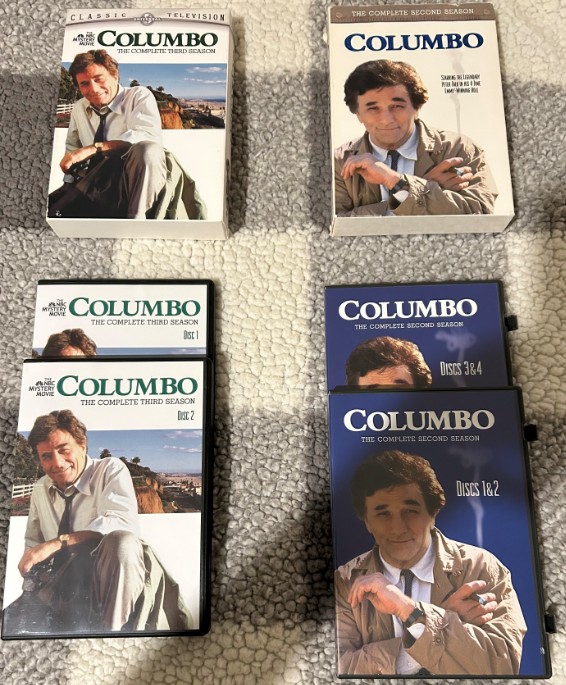 CLASSIC TELEVISION
UNIVERSAL
THE NBC
MYSTERY
MOVIE
COLUMBO
THE COMPLETE THIRD SEASON
THE COMPLETE SECOND SEASON
COLUMBO
STARRING THE LEGENDARY
PETER FALK IN HIS 4 TIME
EMMY-WINNING ROLE
THE NBC
MYSTERY
MOVIE
COLUMBO
THE COMPLETE THIRD SEASON
DISC 1
COLUMBO
THE COMPLETE SECOND SEASON
DISCS 3&4
THE NBC
MYSTERY
MOVIE
COLUMBO
THE COMPLETE THIRD SEASON
DISC 2
COLUMBO
THE COMPLETE SECOND SEASON
DISCS 1&2